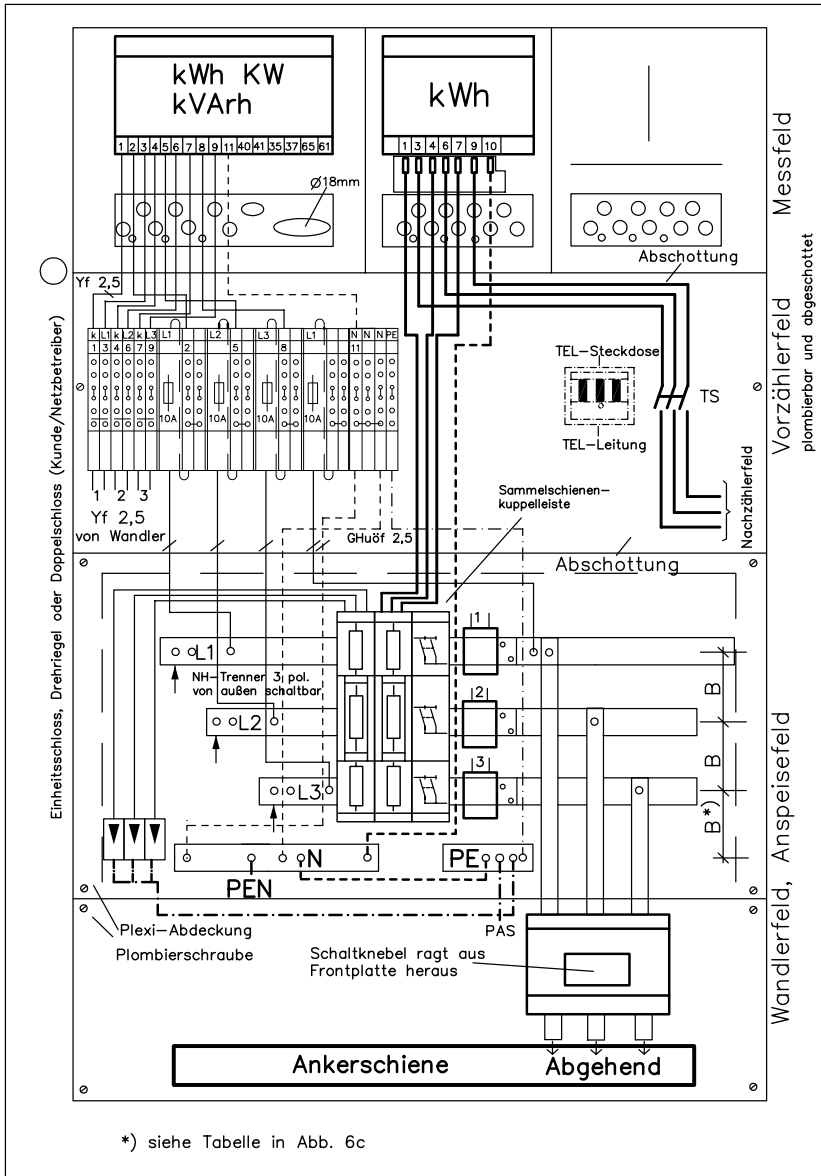 kWh KW
kVArh
kWh
1 2 3 4 5 6 7 8 9 11 40 41 35 37 65 61
1 3 4 6 7 9 10
Ø18mm
Messfeld
Abschottung
Yf 2,5
k L1 k L2 k L3 L1 L2 L3 L1 N N N PE
1 3 4 6 7 9 2 5 8 11
10A 10A 10A 10A
TEL-Steckdose
TEL-Leitung
TS
Vorzählerfeld
plombierbar und abgeschottet
1 2 3
Yf 2,5
von Wandler
GHuöf 2,5
Sammelschienen-
kuppelleiste
Nachzählerfeld
Abschottung
Einheitsschloss, Drehriegel oder Doppelschloss (Kunde/Netzbetreiber)
L1
1
NH-Trenner 3 pol.
von außen schaltbar
L2
2
L3
3
B
B
B*)
N
PE
PEN
PAS
Wandlerfeld, Anspeisefeld
Plexi-Abdeckung
Plombierschraube
Schaltknebel ragt aus
Frontplatte heraus
Ankerschiene
Abgehend
*) siehe Tabelle in Abb. 6c